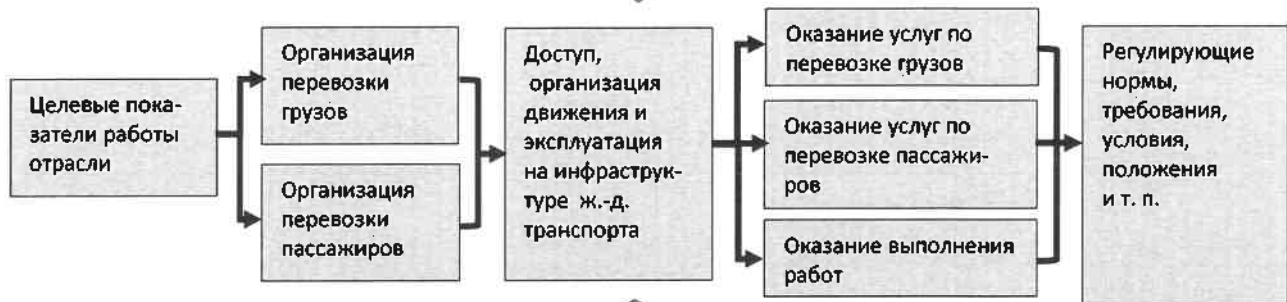 Целевые пока-
затели работы
отрасли
Организация
перевозки
грузов
Организация
перевозки
пассажиров
Доступ,
организация
движения и
эксплуатация
на инфраструк-
туре ж.-д.
транспорта
Оказание услуг по
перевозке грузов
Оказание услуг по
перевозке пассажи-
ров
Оказание выполнения
работ
Регулирующие
нормы,
требования,
условия,
положения
и т. п.